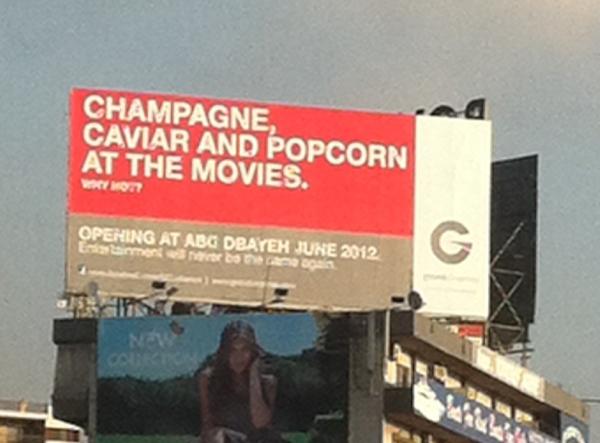 CHAMPAGNE,
CAVIAR AND POPCORN
AT THE MOVIES.
WHY NOT?
OPENING AT ABC DBAYEH JUNE 2012.
Entertainment will never be the same again.
G
NEW
COLLECTION